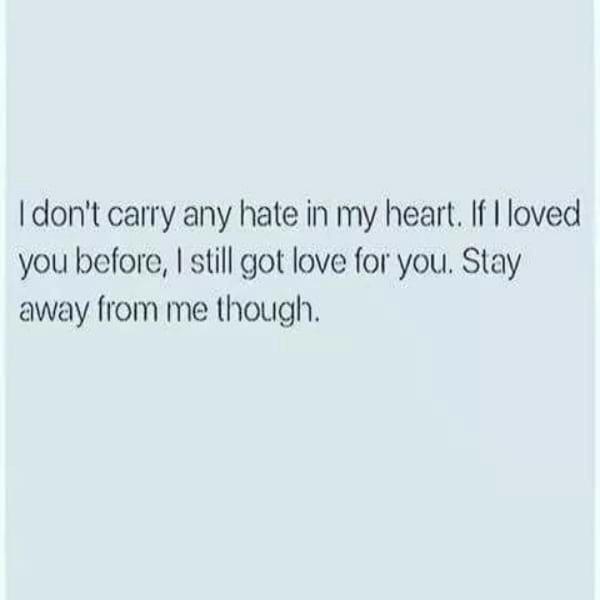 I don't carry any hate in my heart. If I loved
you before, I still got love for you. Stay
away from me though.